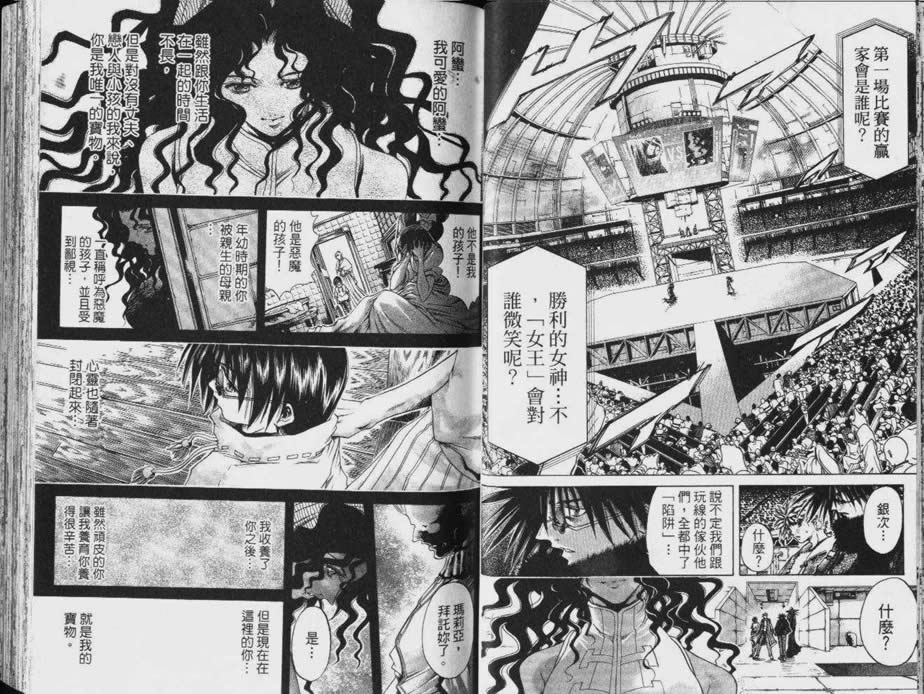 第一場比賽的贏
家會是誰呢？
ドワァ
勝利的女神…不
，「女王」會對
誰微笑呢？
銀次…
什麼？
說不定我們跟
玩線的傢伙他
們，全都中了
「陷阱」…
什麼？
阿蠻…
我可愛的阿蠻…
雖然跟你生活
在一起的時間
不長，
但是對沒有丈夫、
戀人與小孩的我來說，
你是我唯一的寶物。
他不是我
的孩子！
他是惡魔
的孩子！
年幼時期的你
被親生的母親
…
一直稱呼為惡魔
的孩子，並且受
到鄙視…
心靈也隨著
封閉起來…
瑪莉亞，
拜託妳了。
是…
我收養了
你之後…
雖然頑皮的你
讓我養育你養
得很辛苦…
但是現在在
這裡的你…
就是我的
寶物。